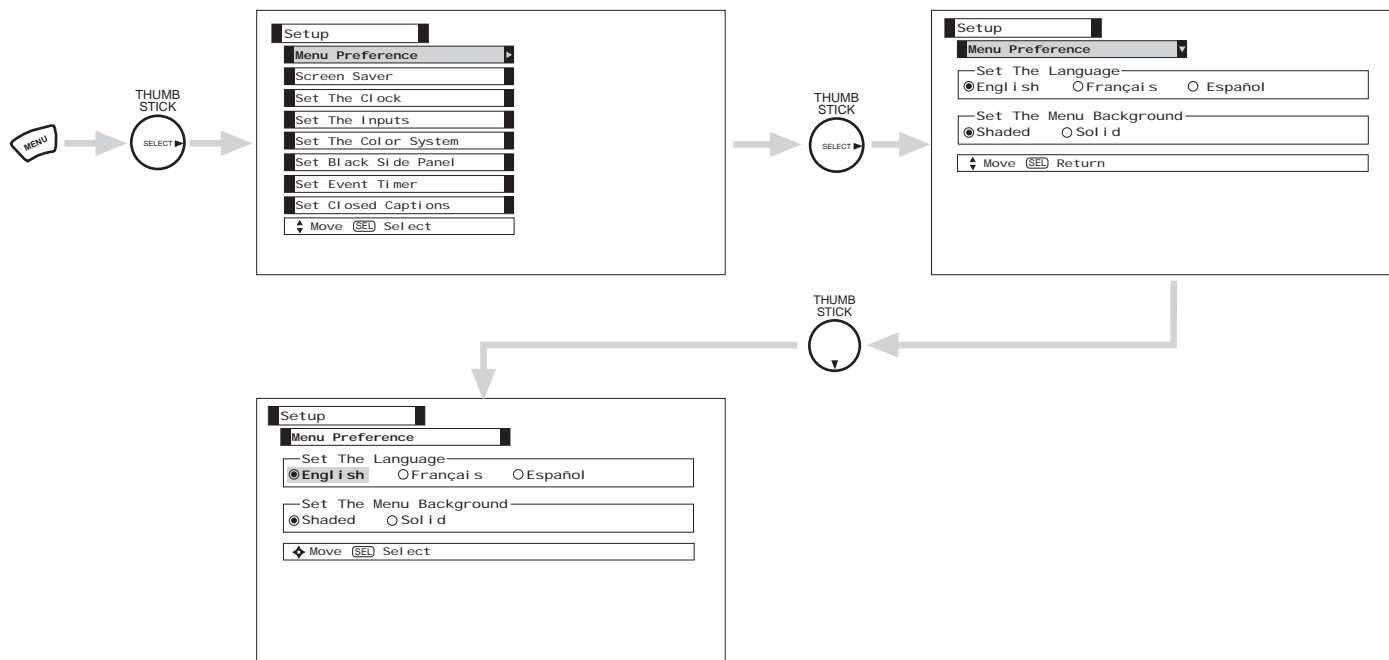 MENU
THUMB
STICK
SELECT
Setup
Menu Preference
Screen Saver
Set The Clock
Set The Inputs
Set The Color System
Set Black Side Panel
Set Event Timer
Set Closed Captions
Move SEL Select
THUMB
STICK
SELECT
Setup
Menu Preference
Set The Language
English Français Español
Set The Menu Background
Shaded Solid
Move SEL Return
THUMB
STICK
Setup
Menu Preference
Set The Language
English Français Español
Set The Menu Background
Shaded Solid
Move SEL Select